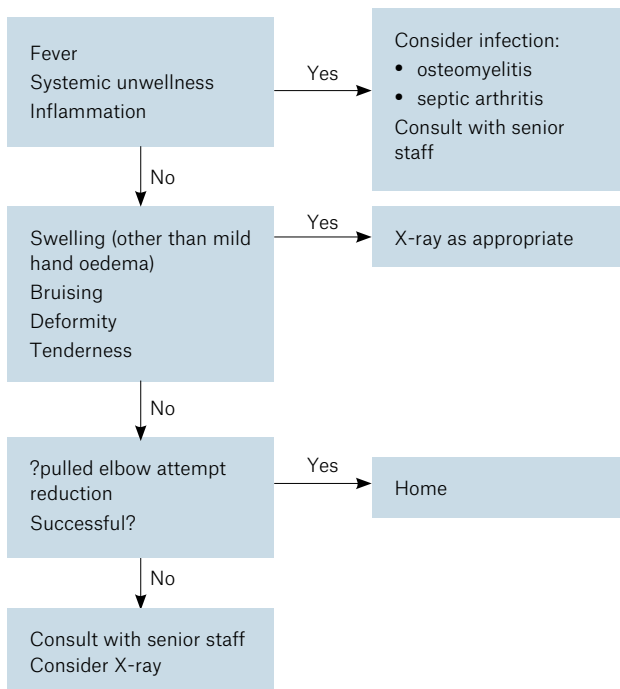 Fever
Systemic unwellness
Inflammation
Yes
Consider infection:
• osteomyelitis
• septic arthritis
Consult with senior
staff
No
Swelling (other than mild
hand oedema)
Bruising
Deformity
Tenderness
Yes
X-ray as appropriate
No
?pulled elbow attempt
reduction
Successful?
Yes
Home
No
Consult with senior staff
Consider X-ray